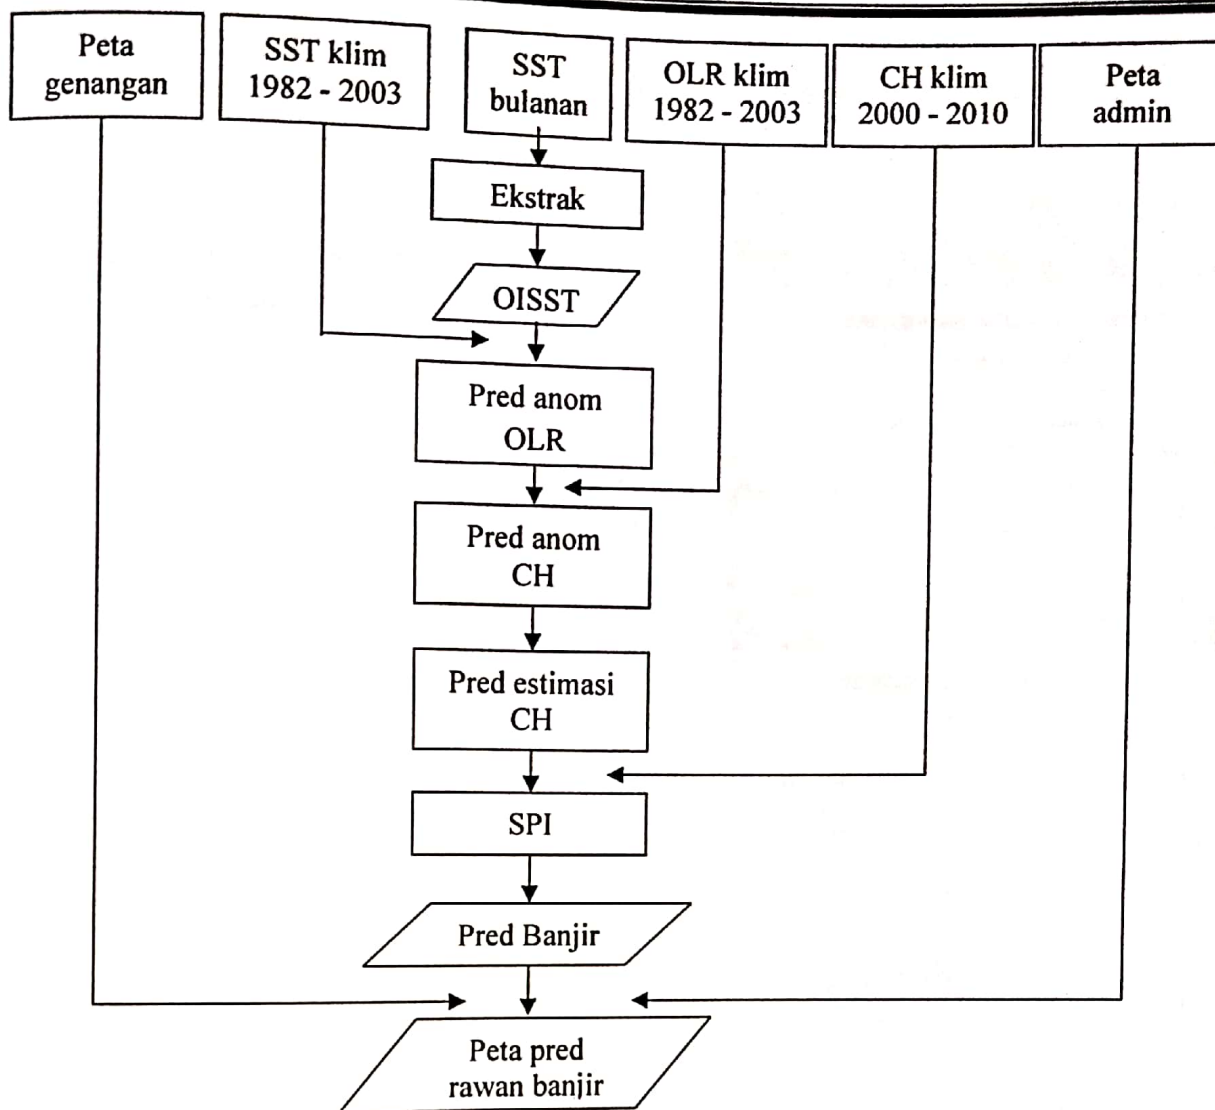 Peta
genangan
SST klim
1982 - 2003
SST
bulanan
OLR klim
1982 - 2003
CH klim
2000 - 2010
Peta
admin
Ekstrak
OISST
Pred anom
OLR
Pred anom
CH
Pred estimasi
CH
SPI
Pred Banjir
Peta pred
rawan banjir